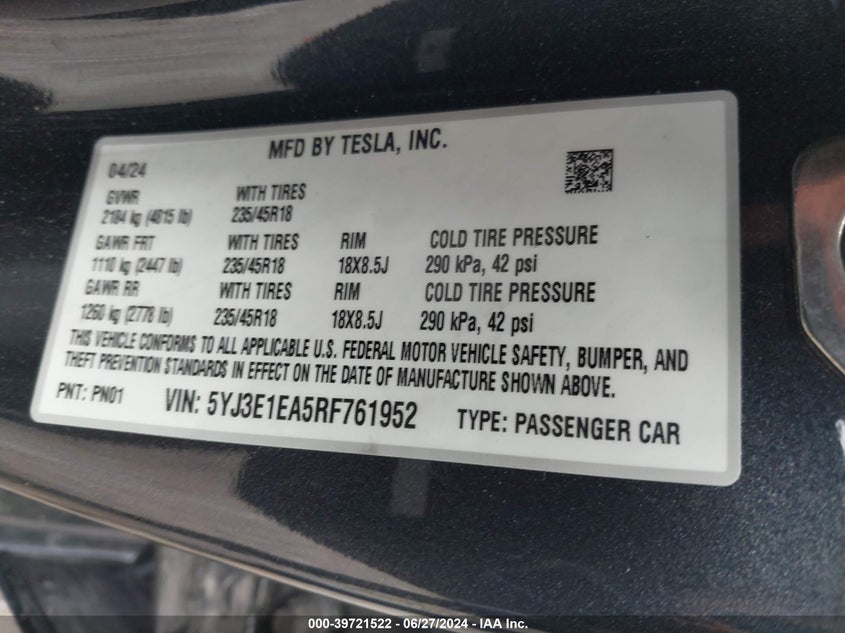 MFD BY TESLA, INC.
04/24
GVWR WITH TIRES
2184 kg (4815 lb) 235/45R18
GAWR FRT WITH TIRES RIM COLD TIRE PRESSURE
1110 kg (2447 lb) 235/45R18 18X8.5J 290 kPa, 42 psi
GAWR RR WITH TIRES RIM COLD TIRE PRESSURE
1260 kg (2778 lb) 235/45R18 18X8.5J 290 kPa, 42 psi
THIS VEHICLE CONFORMS TO ALL APPLICABLE U.S. FEDERAL MOTOR VEHICLE SAFETY, BUMPER, AND
THEFT PREVENTION STANDARDS IN EFFECT ON THE DATE OF MANUFACTURE SHOWN ABOVE.
PNT: PN01 VIN: 5YJ3E1EA5RF761952 TYPE: PASSENGER CAR
000-39721522 - 06/27/2024 - IAAI.com